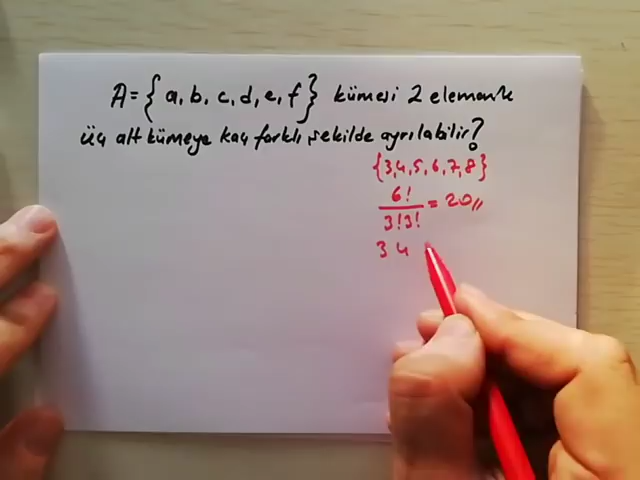 A = { a, b, c, d, e, f } kümesi 2 elemanlı
üç alt kümeye kaç farklı şekilde ayrılabilir?
{3,4,5,6,7,8}
6!
3!3!
= 20//
3 4